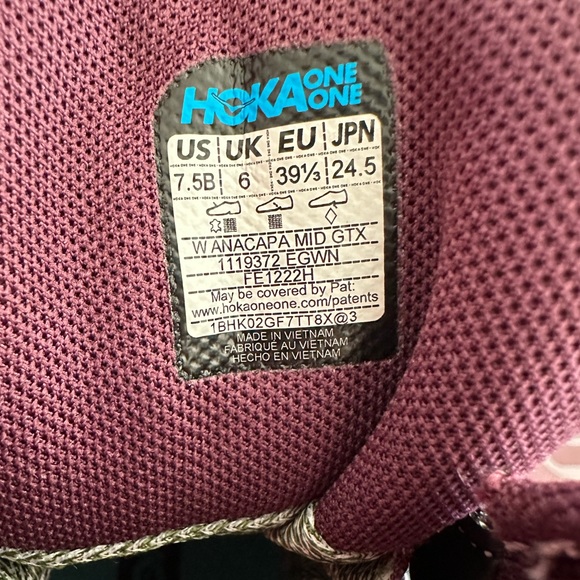 HOKA ONE ONE
US UK EU JPN
7.5B 6 39⅓ 24.5
W ANACAPA MID GTX
1119372 EGWN
FE1222H
May be covered by Pat:
www.hokaoneone.com/patents
1BHK02GF7TT8X@3
MADE IN VIETNAM
FABRIQUÉ AU VIETNAM
HECHO EN VIETNAM